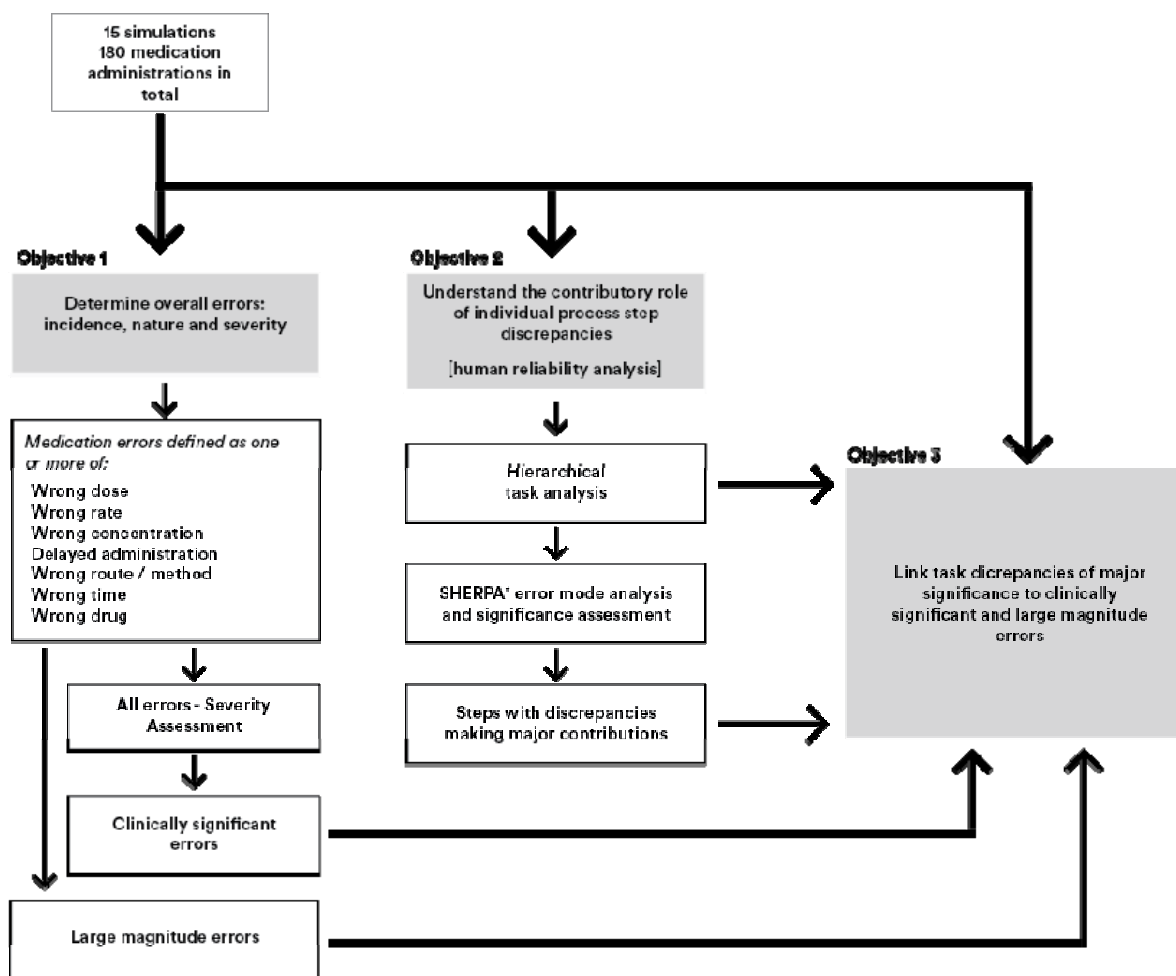 15 simulations
180 medication
administrations in
total
Objective 1
Determine overall errors:
incidence, nature and severity
Medication errors defined as one
or more of:
Wrong dose
Wrong rate
Wrong concentration
Delayed administration
Wrong route / method
Wrong time
Wrong drug
All errors - Severity
Assessment
Clinically significant
errors
Large magnitude errors
Objective 2
Understand the contributory role
of individual process step
discrepancies
[human reliability analysis]
Hierarchical
task analysis
SHERPA* error mode analysis
and significance assessment
Steps with discrepancies
making major contributions
Objective 3
Link task dicrepancies of major
significance to clinically
significant and large magnitude
errors